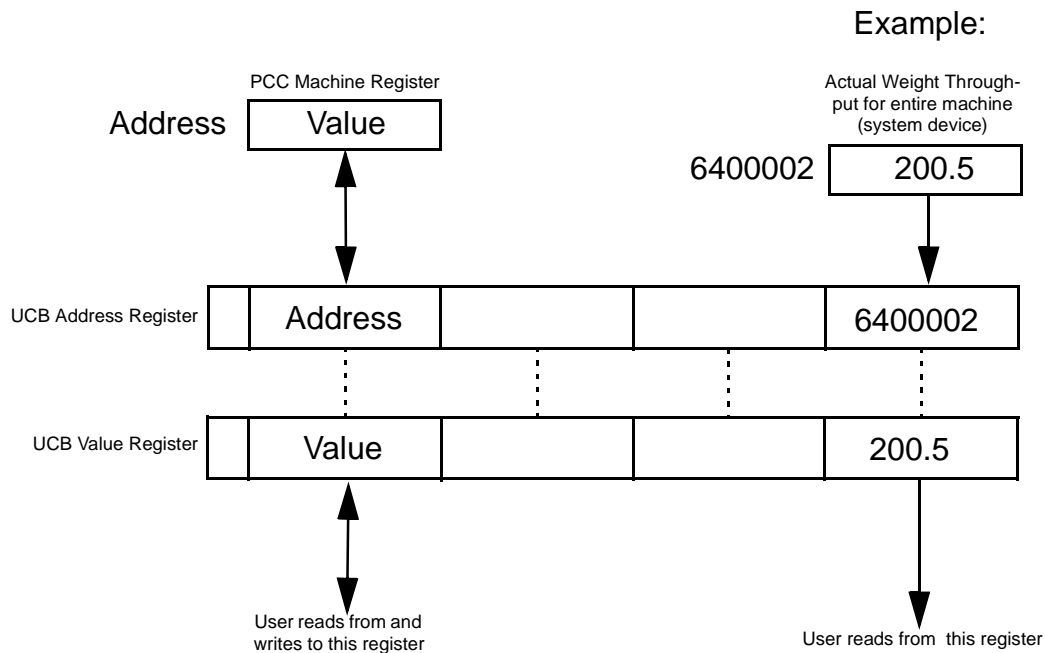 Example:
PCC Machine Register
Address
Value
Actual Weight Through-
put for entire machine
(system device)
6400002
200.5
UCB Address Register
Address
6400002
UCB Value Register
Value
200.5
User reads from and
writes to this register
User reads from this register